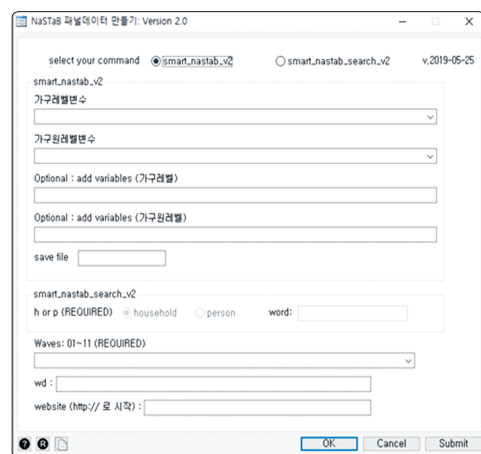 NaSTaB 패널데이터 만들기: Version 2.0
select your command smart_nastab_v2 smart_nastab_search_v2 v.2019-05-25
smart_nastab_v2
가구레벨변수
가구원레벨변수
Optional : add variables (가구레벨)
Optional : add variables (가구원레벨)
save file
smart_nastab_search_v2
h or p (REQUIRED) household person word:
Waves: 01~11 (REQUIRED)
wd :
website (http:// 로 시작) :
? R OK Cancel Submit